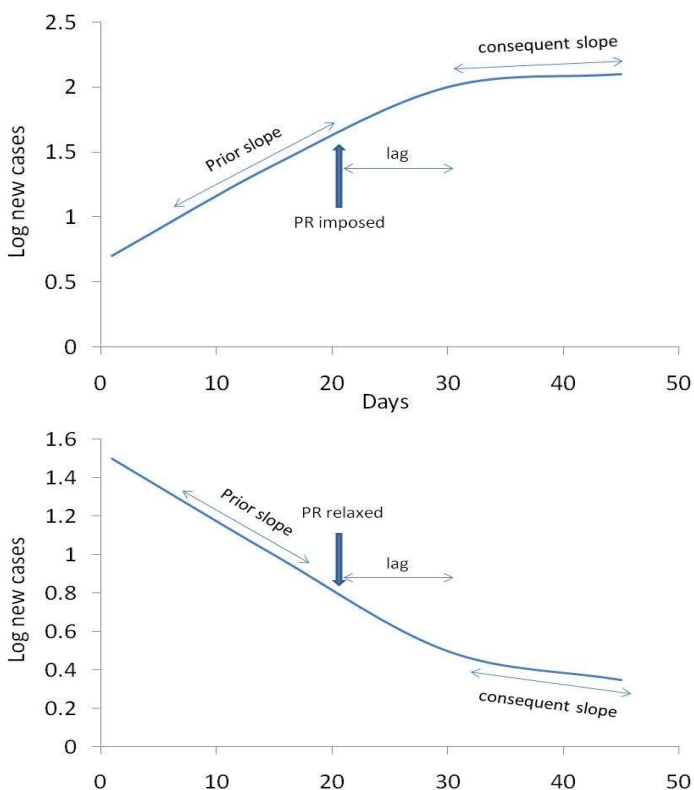 2.5
consequent slope
2
Prior slope
1.5
lag
1
PR imposed
0.5
0
0 10 20 30 40 50
Days
Log new cases
1.6
1.4
Prior slope
1.2
PR relaxed
1
lag
0.8
0.6
0.4
consequent slope
0.2
0
0 10 20 30 40 50
Log new cases